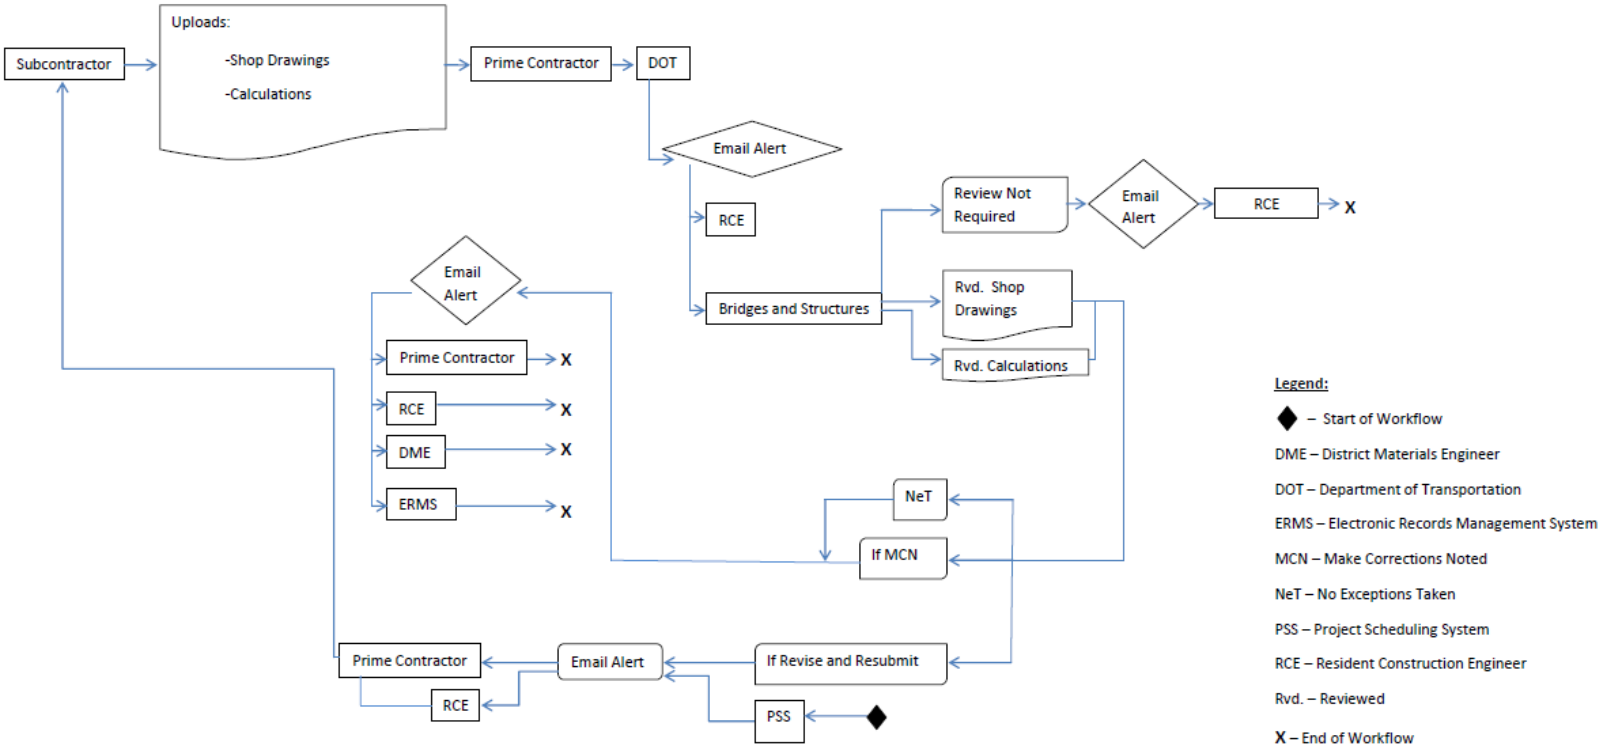 Uploads:
-Shop Drawings
-Calculations
Subcontractor
Prime Contractor
DOT
Email Alert
RCE
Bridges and Structures
Review Not
Required
Email
Alert
RCE
X
Rvd. Shop
Drawings
Rvd. Calculations
Email
Alert
Prime Contractor
X
RCE
X
DME
X
ERMS
X
NeT
If MCN
If Revise and Resubmit
Email Alert
Prime Contractor
RCE
PSS
Legend:
– Start of Workflow
DME – District Materials Engineer
DOT – Department of Transportation
ERMS – Electronic Records Management System
MCN – Make Corrections Noted
NeT – No Exceptions Taken
PSS – Project Scheduling System
RCE – Resident Construction Engineer
Rvd. – Reviewed
X – End of Workflow